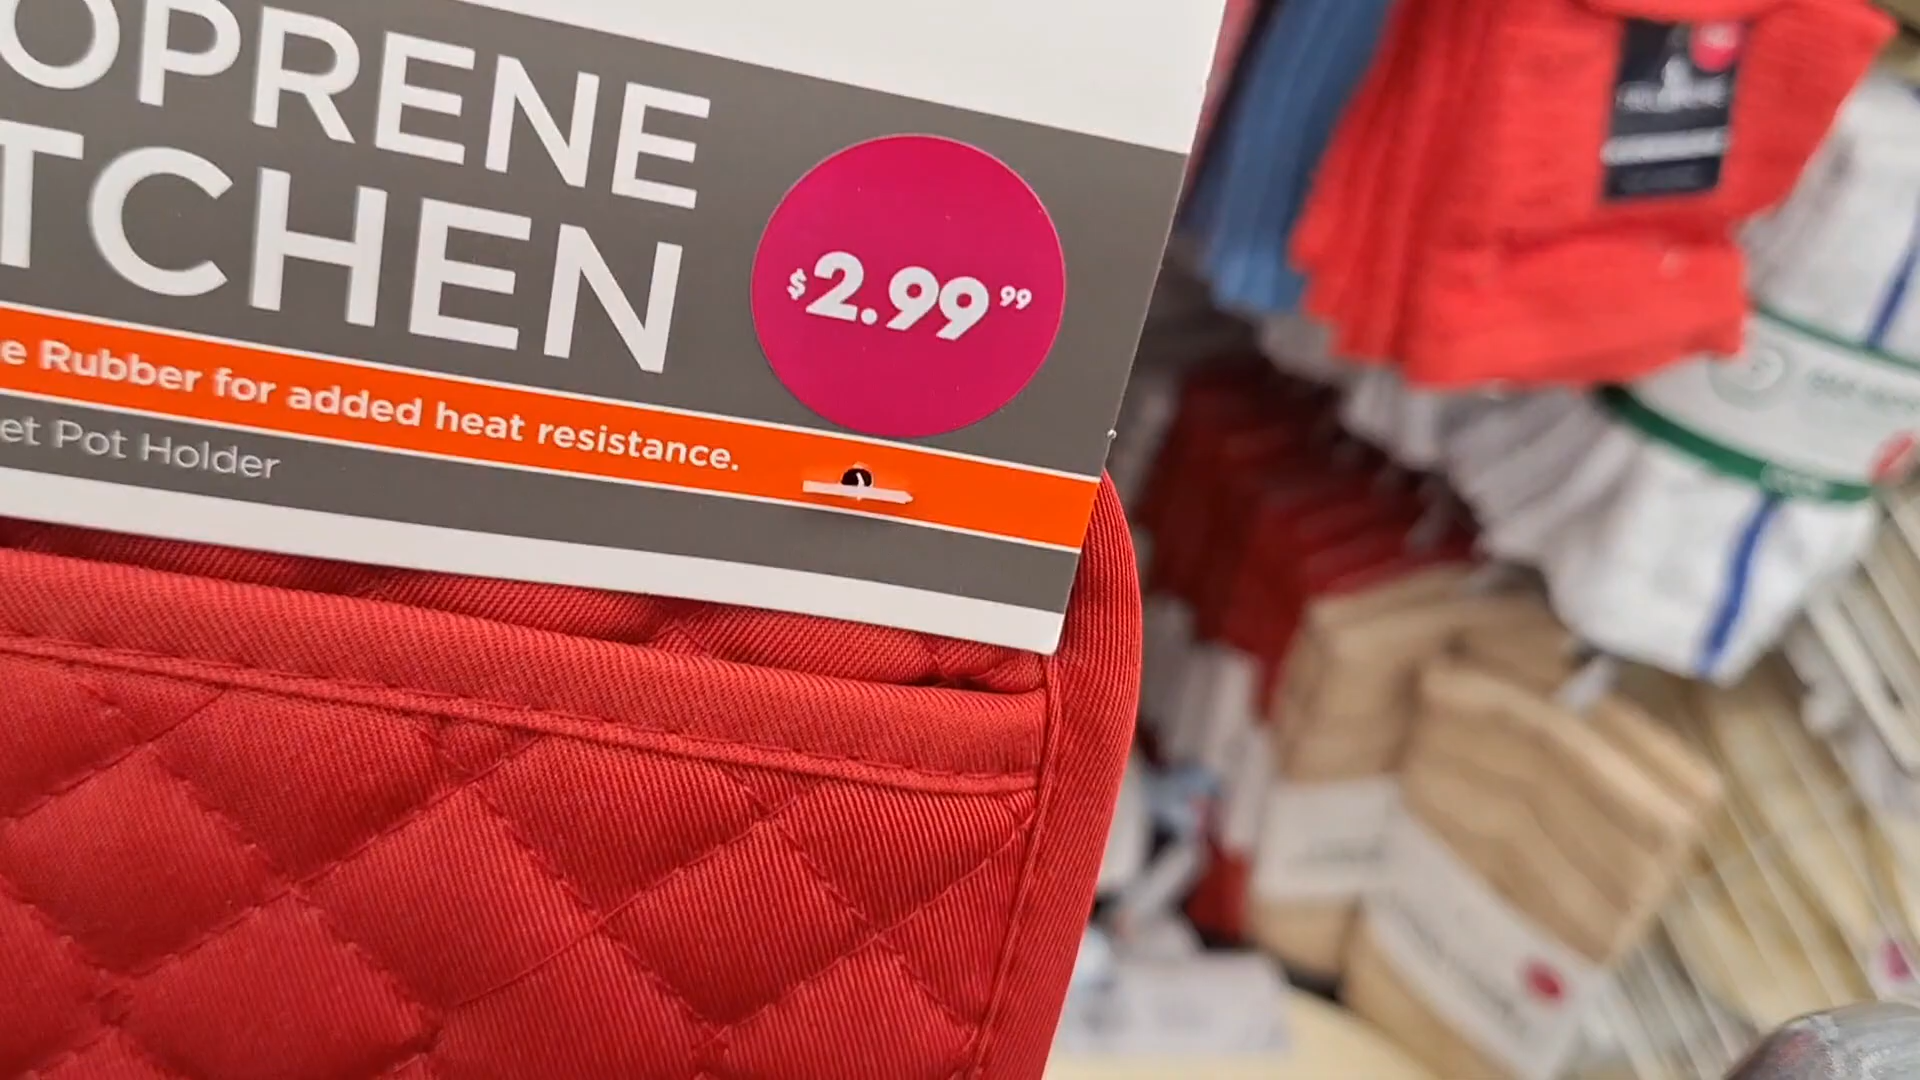 OPRENE
TCHEN
$2.99 99
e Rubber for added heat resistance.
et Pot Holder